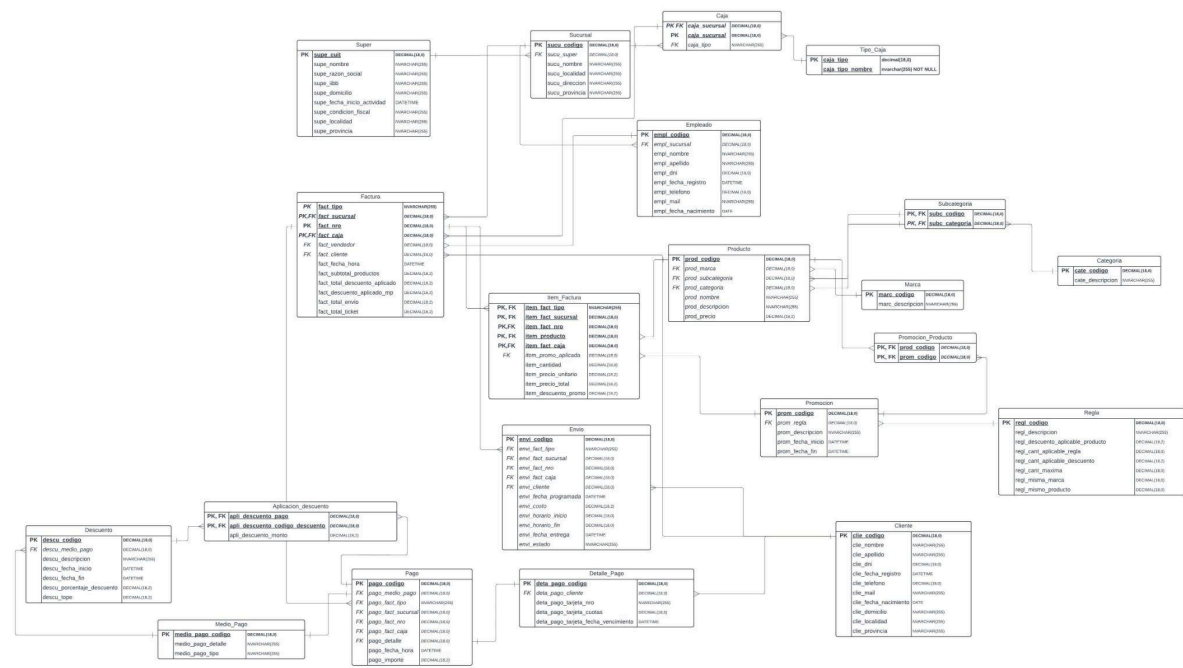 Caja
PK FK caja_sucursal DECIMAL(18,0)
PK caja_sucursal DECIMAL(18,0)
FK caja_tipo NVARCHAR(255)
Tipo_Caja
PK caja_tipo decimal(18,0)
caja_tipo_nombre nvarchar(255) NOT NULL
Sucursal
PK sucu_codigo DECIMAL(18,0)
FK sucu_super DECIMAL(18,0)
sucu_nombre NVARCHAR(255)
sucu_localidad NVARCHAR(255)
sucu_direccion NVARCHAR(255)
sucu_provincia NVARCHAR(255)
Super
PK supe_cuit DECIMAL(18,0)
supe_nombre NVARCHAR(255)
supe_razon_social NVARCHAR(255)
supe_iibb NVARCHAR(255)
supe_domicilio NVARCHAR(255)
supe_fecha_inicio_actividad DATETIME
supe_condicion_fiscal NVARCHAR(255)
supe_localidad NVARCHAR(255)
supe_provincia NVARCHAR(255)
Empleado
PK empl_codigo DECIMAL(18,0)
FK empl_sucursal DECIMAL(18,0)
empl_nombre NVARCHAR(255)
empl_apellido NVARCHAR(255)
empl_dni DECIMAL(18,0)
empl_fecha_registro DATETIME
empl_telefono DECIMAL(18,0)
empl_mail NVARCHAR(255)
empl_fecha_nacimiento DATE
Factura
PK fact_tipo NVARCHAR(255)
PK,FK fact_sucursal DECIMAL(18,0)
PK fact_nro DECIMAL(18,0)
PK,FK fact_caja DECIMAL(18,0)
FK fact_vendedor DECIMAL(18,0)
FK fact_cliente DECIMAL(18,0)
fact_fecha_hora DATETIME
fact_subtotal_productos DECIMAL(18,2)
fact_total_descuento_aplicado DECIMAL(18,2)
fact_descuento_aplicado_mp DECIMAL(18,2)
fact_total_envio DECIMAL(18,2)
fact_total_ticket DECIMAL(18,2)
Subcategoria
PK, FK subc_codigo DECIMAL(18,0)
PK, FK subc_categoria DECIMAL(18,0)
Categoria
PK cate_codigo DECIMAL(18,0)
cate_descripcion NVARCHAR(255)
Producto
PK prod_codigo DECIMAL(18,0)
FK prod_marca DECIMAL(18,0)
FK prod_subcategoria DECIMAL(18,0)
FK prod_categoria DECIMAL(18,0)
prod_nombre NVARCHAR(255)
prod_descripcion NVARCHAR(255)
prod_precio DECIMAL(18,2)
Marca
PK marc_codigo DECIMAL(18,0)
marc_descripcion NVARCHAR(255)
Item_Factura
PK, FK item_fact_tipo NVARCHAR(255)
PK, FK item_fact_sucursal DECIMAL(18,0)
PK,FK item_fact_nro DECIMAL(18,0)
PK, FK item_producto DECIMAL(18,0)
PK,FK item_fact_caja DECIMAL(18,0)
FK item_promo_aplicada DECIMAL(18,0)
item_cantidad DECIMAL(18,0)
item_precio_unitario DECIMAL(18,2)
item_precio_total DECIMAL(18,2)
item_descuento_promo DECIMAL(18,2)
Promocion_Producto
PK, FK prod_codigo DECIMAL(18,0)
PK, FK prom_codigo DECIMAL(18,0)
Promocion
PK prom_codigo DECIMAL(18,0)
FK prom_regla DECIMAL(18,0)
prom_descripcion NVARCHAR(255)
prom_fecha_inicio DATETIME
prom_fecha_fin DATETIME
Regla
PK regl_codigo DECIMAL(18,0)
regl_descripcion NVARCHAR(255)
regl_descuento_aplicable_producto DECIMAL(18,2)
regl_cant_aplicable_regla DECIMAL(18,0)
regl_cant_aplicable_descuento DECIMAL(18,2)
regl_cant_maxima DECIMAL(18,0)
regl_misma_marca DECIMAL(18,0)
regl_mismo_producto DECIMAL(18,0)
Envio
PK envi_codigo DECIMAL(18,0)
FK envi_fact_tipo NVARCHAR(255)
FK envi_fact_sucursal DECIMAL(18,0)
FK envi_fact_nro DECIMAL(18,0)
FK envi_fact_caja DECIMAL(18,0)
FK envi_cliente DECIMAL(18,0)
envi_fecha_programada DATETIME
envi_costo DECIMAL(18,2)
envi_horario_inicio DECIMAL(18,0)
envi_horario_fin DECIMAL(18,0)
envi_fecha_entrega DATETIME
envi_estado NVARCHAR(255)
Aplicacion_descuento
PK, FK apli_descuento_pago DECIMAL(18,0)
PK, FK apli_descuento_codigo_descuento DECIMAL(18,0)
apli_descuento_monto DECIMAL(18,2)
Descuento
PK descu_codigo DECIMAL(18,0)
FK descu_medio_pago DECIMAL(18,0)
descu_descripcion NVARCHAR(255)
descu_fecha_inicio DATETIME
descu_fecha_fin DATETIME
descu_porcentaje_descuento DECIMAL(18,2)
descu_tope DECIMAL(18,2)
Cliente
PK clie_codigo DECIMAL(18,0)
clie_nombre NVARCHAR(255)
clie_apellido NVARCHAR(255)
clie_dni DECIMAL(18,0)
clie_fecha_registro DATETIME
clie_telefono DECIMAL(18,0)
clie_mail NVARCHAR(255)
clie_fecha_nacimiento DATE
clie_domicilio NVARCHAR(255)
clie_localidad NVARCHAR(255)
clie_provincia NVARCHAR(255)
Pago
PK pago_codigo DECIMAL(18,0)
FK pago_medio_pago DECIMAL(18,0)
FK pago_fact_tipo NVARCHAR(255)
FK pago_fact_sucursal DECIMAL(18,0)
FK pago_fact_nro DECIMAL(18,0)
FK pago_fact_caja DECIMAL(18,0)
FK pago_detalle DECIMAL(18,0)
pago_fecha_hora DATETIME
pago_importe DECIMAL(18,2)
Detalle_Pago
PK deta_pago_codigo DECIMAL(18,0)
FK deta_pago_cliente DECIMAL(18,0)
deta_pago_tarjeta_nro NVARCHAR(255)
deta_pago_tarjeta_cuotas DECIMAL(18,0)
deta_pago_tarjeta_fecha_vencimiento DATETIME
Medio_Pago
PK medio_pago_codigo DECIMAL(18,0)
medio_pago_detalle NVARCHAR(255)
medio_pago_tipo NVARCHAR(255)